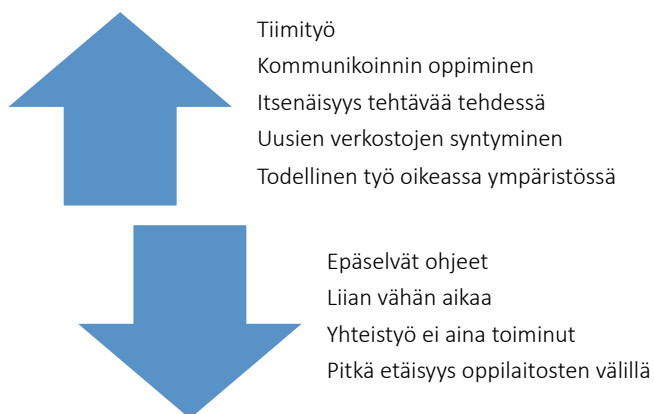 Tiimityö
Kommunikoinnin oppiminen
Itsenäisyys tehtävää tehdessä
Uusien verkostojen syntyminen
Todellinen työ oikeassa ympäristössä
Epäselvät ohjeet
Liian vähän aikaa
Yhteistyö ei aina toiminut
Pitkä etäisyys oppilaitosten välillä